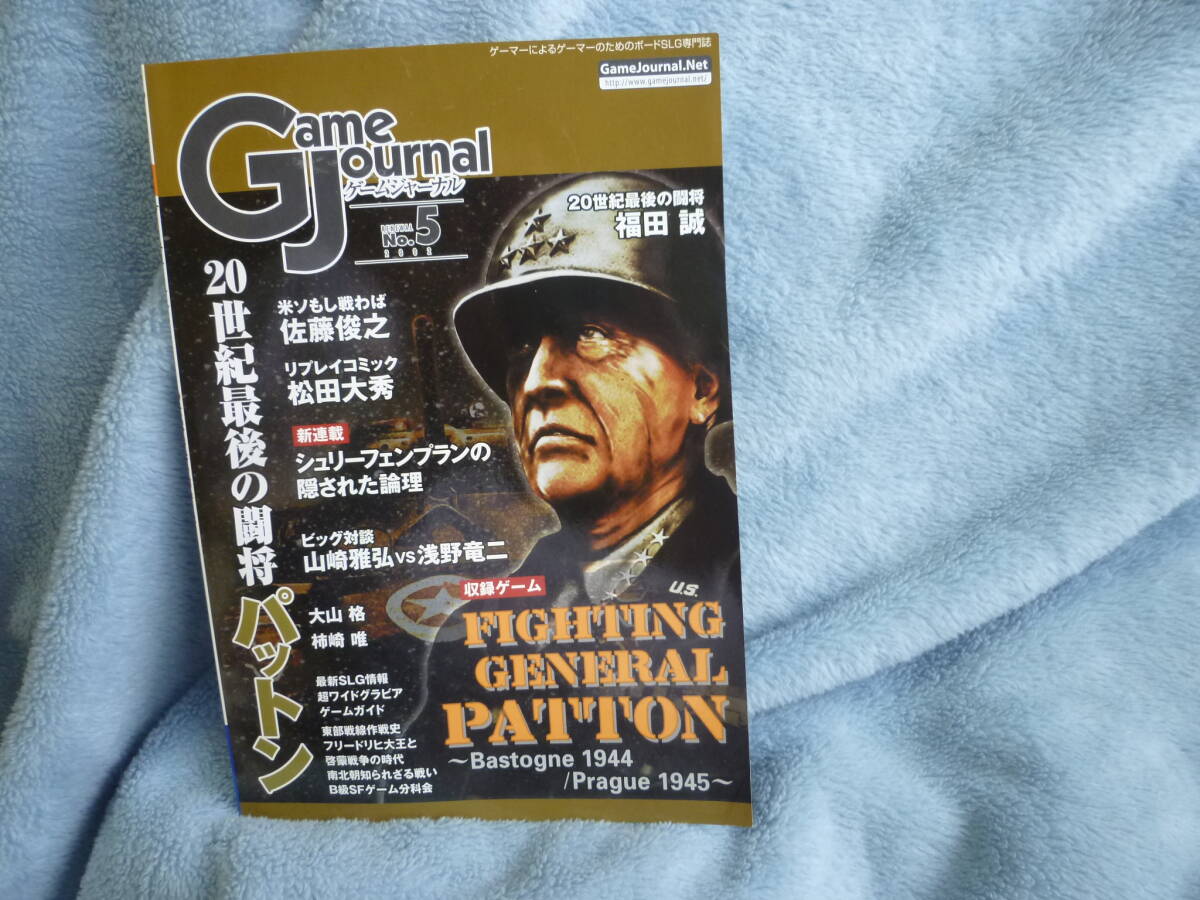 ゲーマーによるゲーマーのためのボードSLG専門誌
GameJournal.Net
http://www.gamejournal.net/
Game
Journal
ゲームジャーナル
RENEWAL
No.5
2002
20世紀最後の闘将
福田 誠
20世紀最後の闘将 パットン
米ソもし戦わば
佐藤俊之
リプレイコミック
松田大秀
新連載
シュリーフェンプランの
隠された論理
ビッグ対談
山崎雅弘vs浅野竜二
大山 格
柿崎 唯
最新SLG情報
超ワイドグラビア
ゲームガイド
東部戦線作戦史
フリードリヒ大王と
啓蒙戦争の時代
南北朝知られざる戦い
B級SFゲーム分科会
U.S.
収録ゲーム
FIGHTING
GENERAL
PATTON
～Bastogne 1944
/Prague 1945～